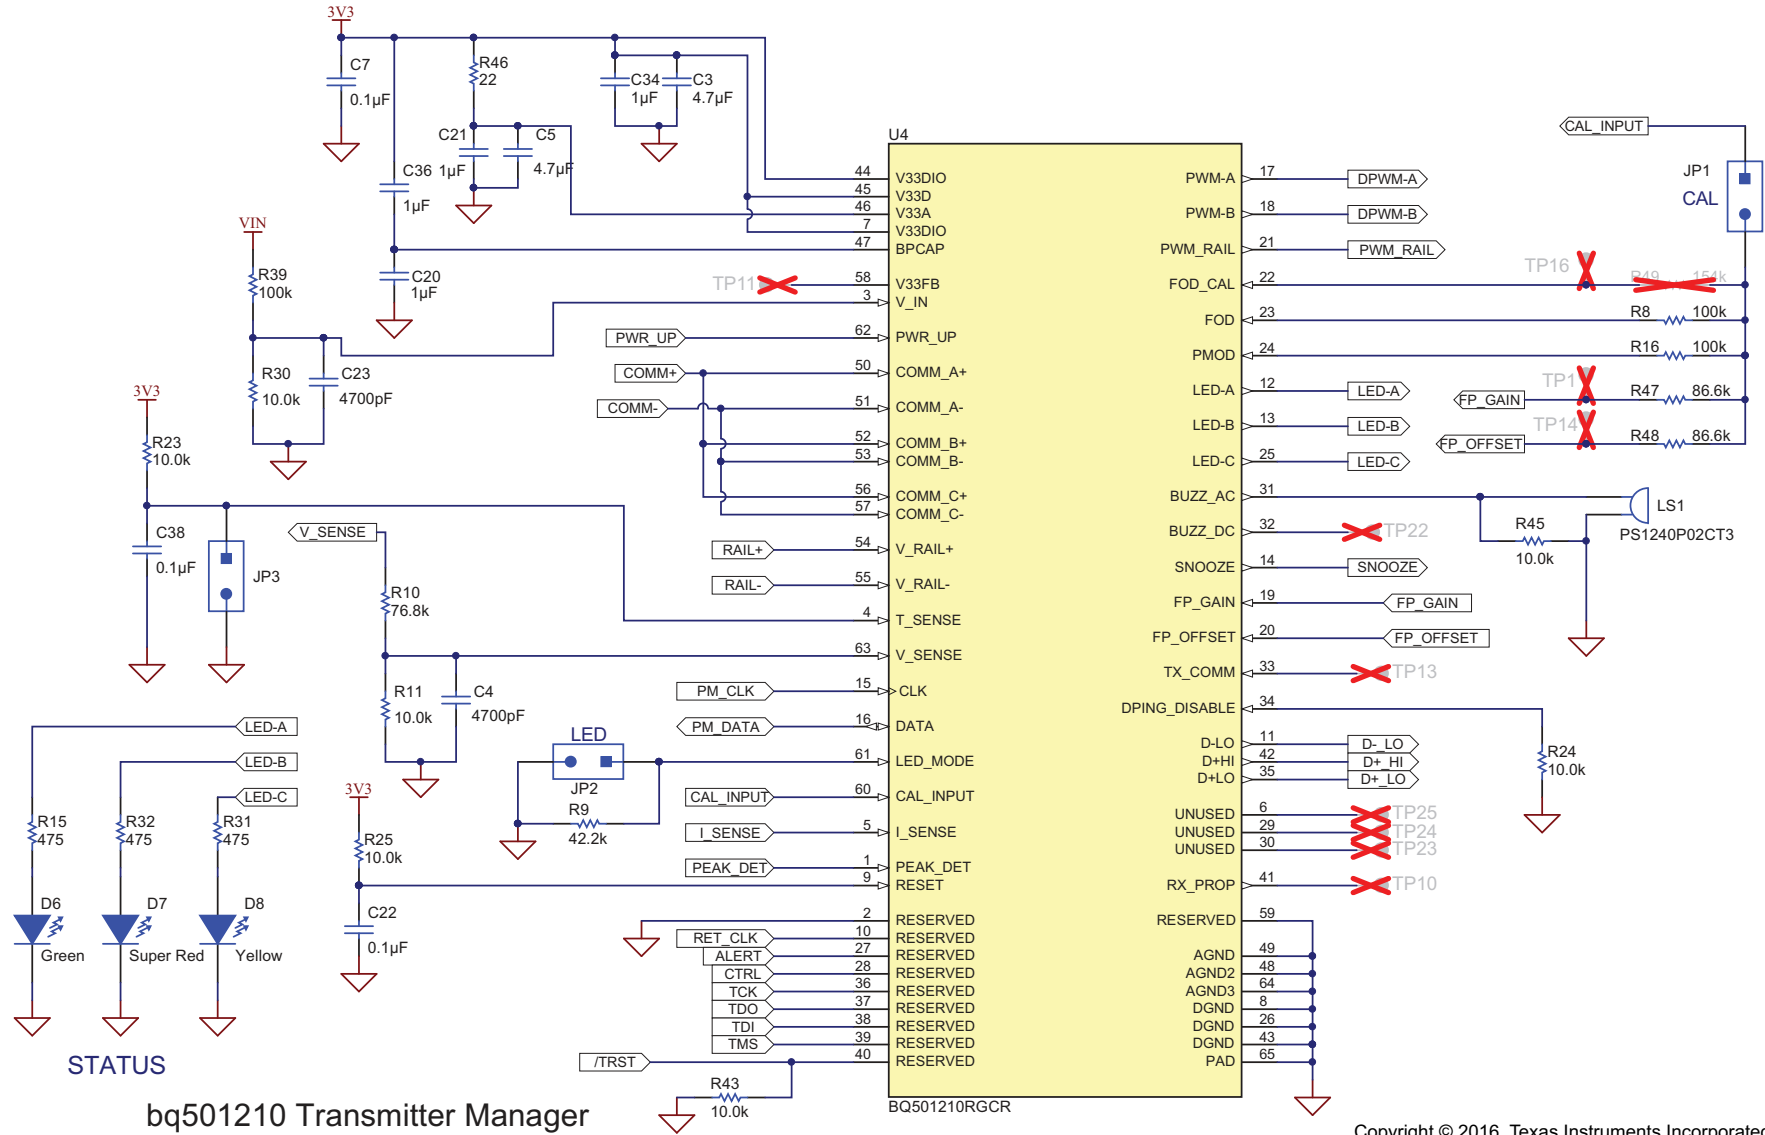 3V3
C7
0.1µF
R46
22
C34
1µF
C3
4.7µF
C21
1µF
C5
4.7µF
C36
1µF
C20
1µF
VIN
R39
100k
R30
10.0k
C23
4700pF
3V3
R23
10.0k
C38
0.1µF
JP3
V_SENSE
R10
76.8k
R11
10.0k
C4
4700pF
LED-A
LED-B
LED-C
R15
475
R32
475
R31
475
D6
Green
D7
Super Red
D8
Yellow
STATUS
3V3
R25
10.0k
C22
0.1µF
LED
JP2
R9
42.2k
TP11
PWR_UP
COMM+
COMM-
RAIL+
RAIL-
PM_CLK
PM_DATA
CAL_INPUT
I_SENSE
PEAK_DET
RET_CLK
ALERT
CTRL
TCK
TDO
TDI
TMS
/TRST
R43
10.0k
U4
44 V33DIO
45 V33D
46 V33A
7 V33DIO
47 BPCAP
58 V33FB
3 V_IN
62 PWR_UP
50 COMM_A+
51 COMM_A-
52 COMM_B+
53 COMM_B-
56 COMM_C+
57 COMM_C-
54 V_RAIL+
55 V_RAIL-
4 T_SENSE
63 V_SENSE
15 CLK
16 DATA
61 LED_MODE
60 CAL_INPUT
5 I_SENSE
1 PEAK_DET
9 RESET
2 RESERVED
10 RESERVED
27 RESERVED
28 RESERVED
36 RESERVED
37 RESERVED
38 RESERVED
39 RESERVED
40 RESERVED
PWM-A 17 DPWM-A
PWM-B 18 DPWM-B
PWM_RAIL 21 PWM_RAIL
FOD_CAL 22
FOD 23
PMOD 24
LED-A 12 LED-A
LED-B 13 LED-B
LED-C 25 LED-C
BUZZ_AC 31
BUZZ_DC 32 TP22
SNOOZE 14 SNOOZE
FP_GAIN 19 FP_GAIN
FP_OFFSET 20 FP_OFFSET
TX_COMM 33 TP13
DPING_DISABLE 34
D-LO 11 D-_LO
D+HI 42 D+_HI
D+LO 35 D+_LO
UNUSED 6 TP25
UNUSED 29 TP24
UNUSED 30 TP23
RX_PROP 41 TP10
RESERVED 59
AGND 49
AGND2 48
AGND3 64
DGND 8
DGND 26
DGND 43
PAD 65
BQ501210RGCR
CAL_INPUT
JP1
CAL
TP16
R49 154k
R8 100k
R16 100k
TP1
FP_GAIN
R47 86.6k
TP14
FP_OFFSET
R48 86.6k
LS1
PS1240P02CT3
R45
10.0k
R24
10.0k
bq501210 Transmitter Manager
Copyright © 2016, Texas Instruments Incorporated